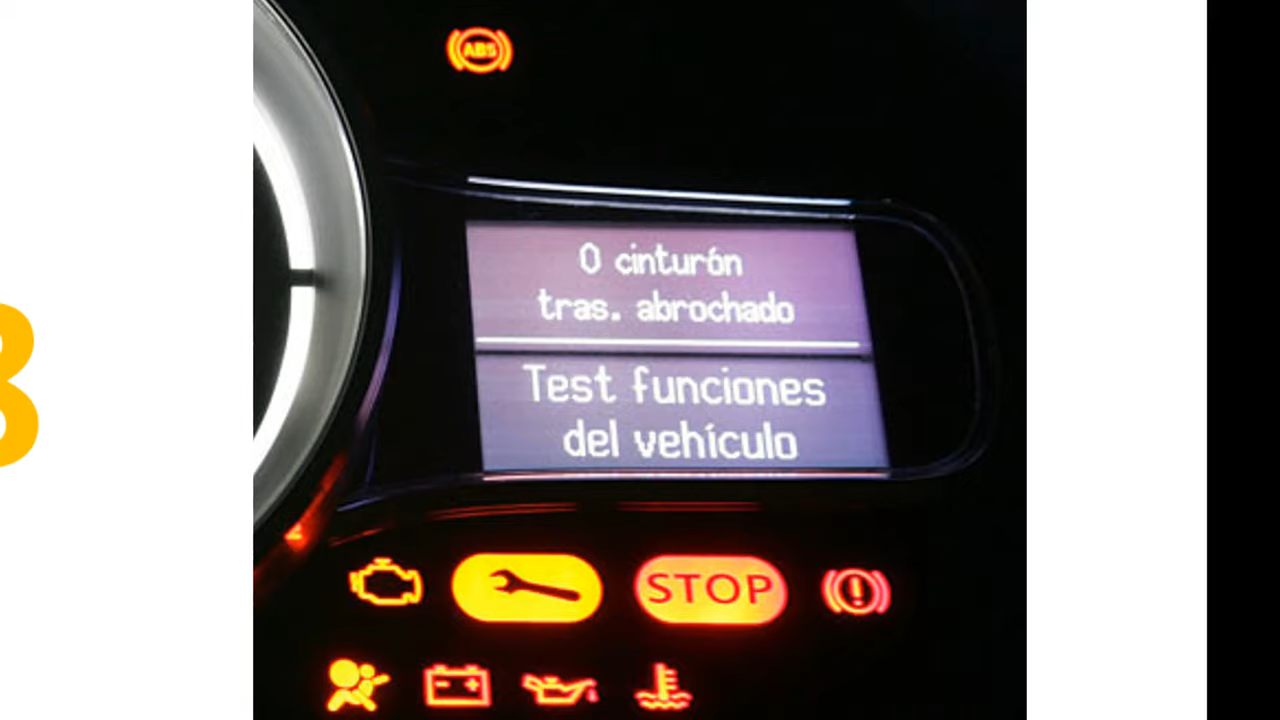 ABS
0 cinturón
tras. abrochado
Test funciones
del vehículo
STOP